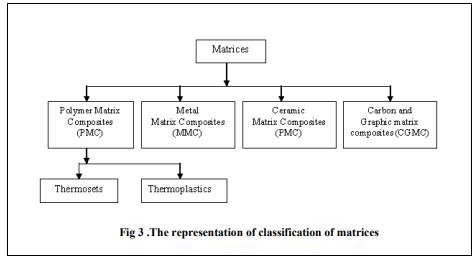 Matrices
Polymer Matrix
Composites
(PMC)
Metal
Matrix Composites
(MMC)
Ceramic
Matrix Composites
(PMC)
Carbon and
Graphic matrix
composites (CGMC)
Thermosets
Thermoplastics
Fig 3 .The representation of classification of matrices